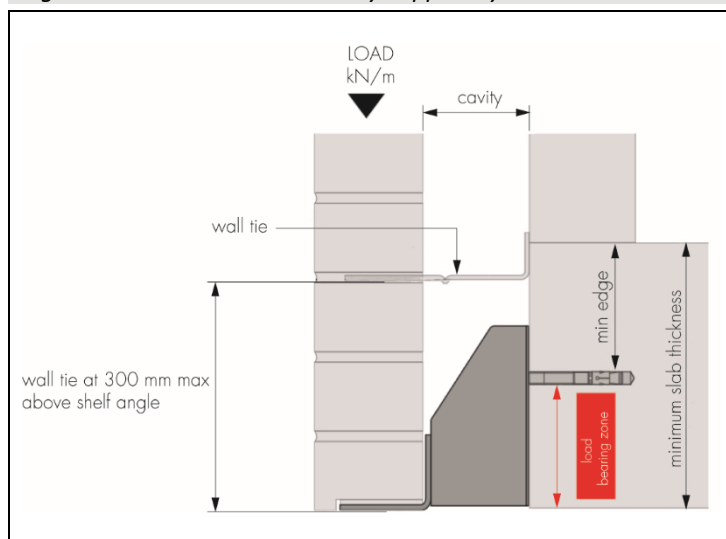 LOAD
kN/m
cavity
wall tie
min edge
minimum slab thickness
wall tie at 300 mm max
above shelf angle
load
bearing zone